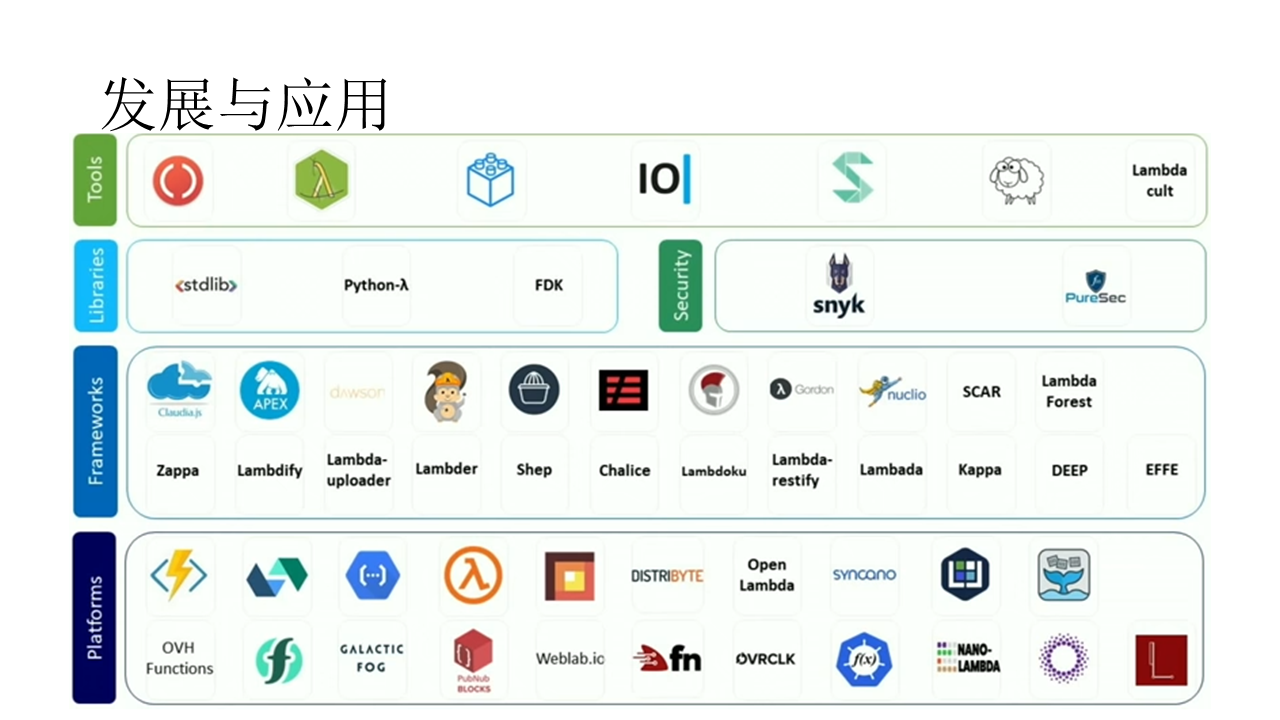 发展与应用
Tools
IO
Lambda
cult
Libraries
<stdlib>
Python-λ
FDK
Security
snyk
PureSec
Frameworks
Claudia.js
APEX
dawson
λ Gordon
nuclio
SCAR
Lambda
Forest
Zappa
Lambdify
Lambda-
uploader
Lambder
Shep
Chalice
Lambdoku
Lambda-
restify
Lambada
Kappa
DEEP
EFFE
Platforms
λ
DISTRIBYTE
Open
Lambda
syncano
OVH
Functions
GALACTIC
FOG
PubNub
BLOCKS
Weblab.io
fn
OVRCLK
f(x)
NANO-
LAMBDA